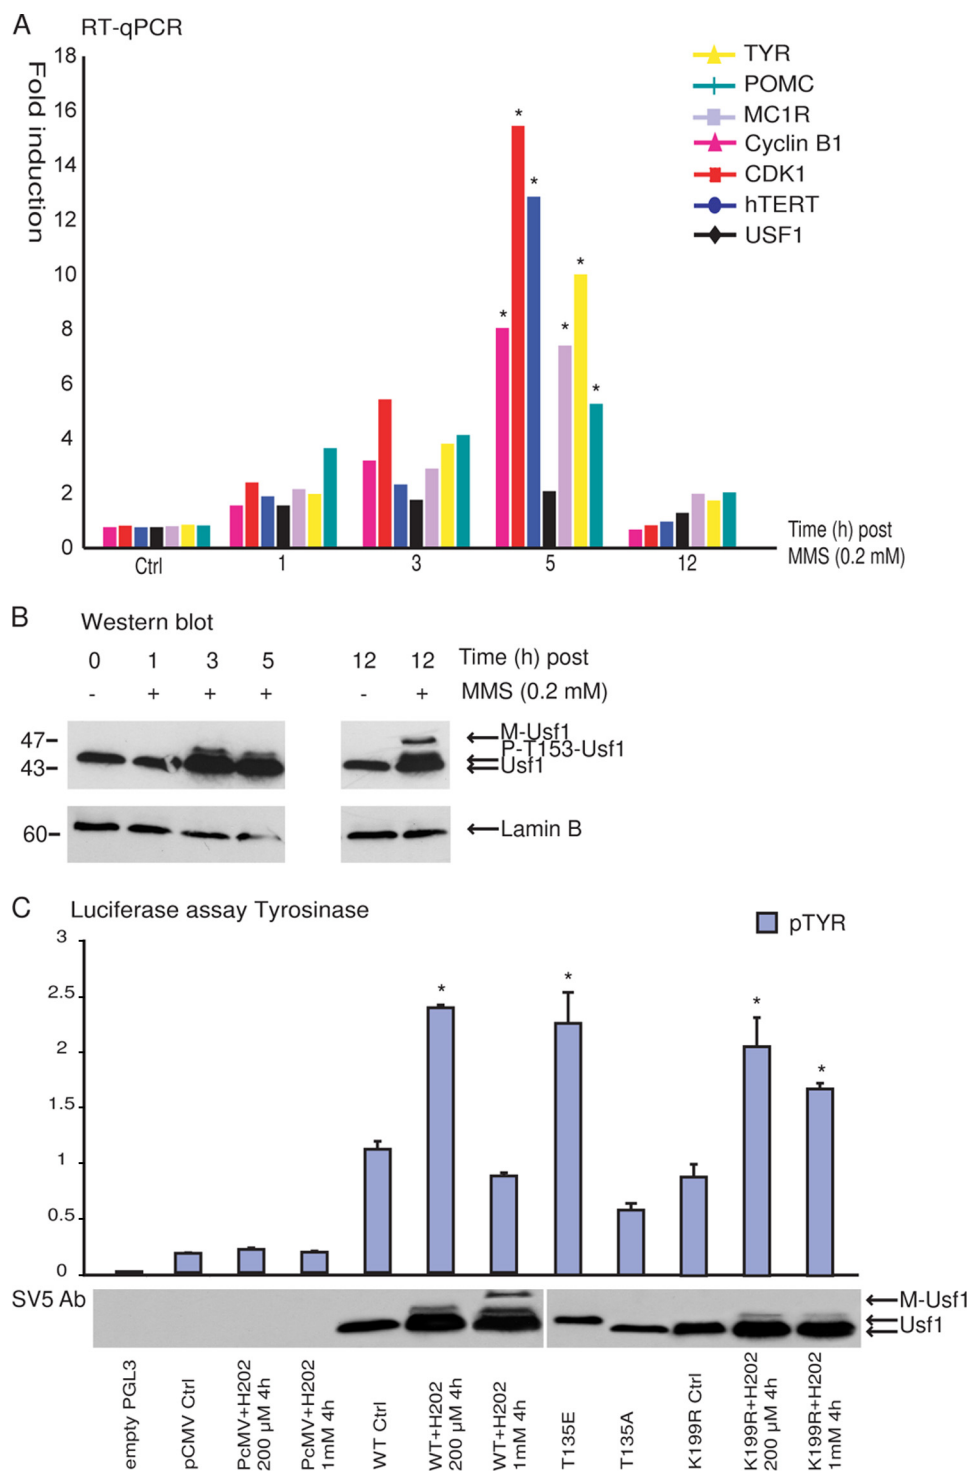 A
RT-qPCR
Fold induction
18
16
14
12
10
8
6
4
2
0
TYR
POMC
MC1R
Cyclin B1
CDK1
hTERT
USF1
* * * * * *
Ctrl 1 3 5 12
Time (h) post
MMS (0.2 mM)
B
Western blot
0 1 3 5 12 12 Time (h) post
- + + + - + MMS (0.2 mM)
47
43
M-Usf1
P-T153-Usf1
Usf1
60
Lamin B
C
Luciferase assay Tyrosinase
pTYR
3
2.5
2
1.5
1
0.5
0
* * * *
SV5 Ab
M-Usf1
Usf1
empty PGL3
pCMV Ctrl
PcMV+H202
200 µM 4h
PcMV+H202
1mM 4h
WT Ctrl
WT+H202
200 µM 4h
WT+H202
1mM 4h
T135E
T135A
K199R Ctrl
K199R+H202
200 µM 4h
K199R+H202
1mM 4h